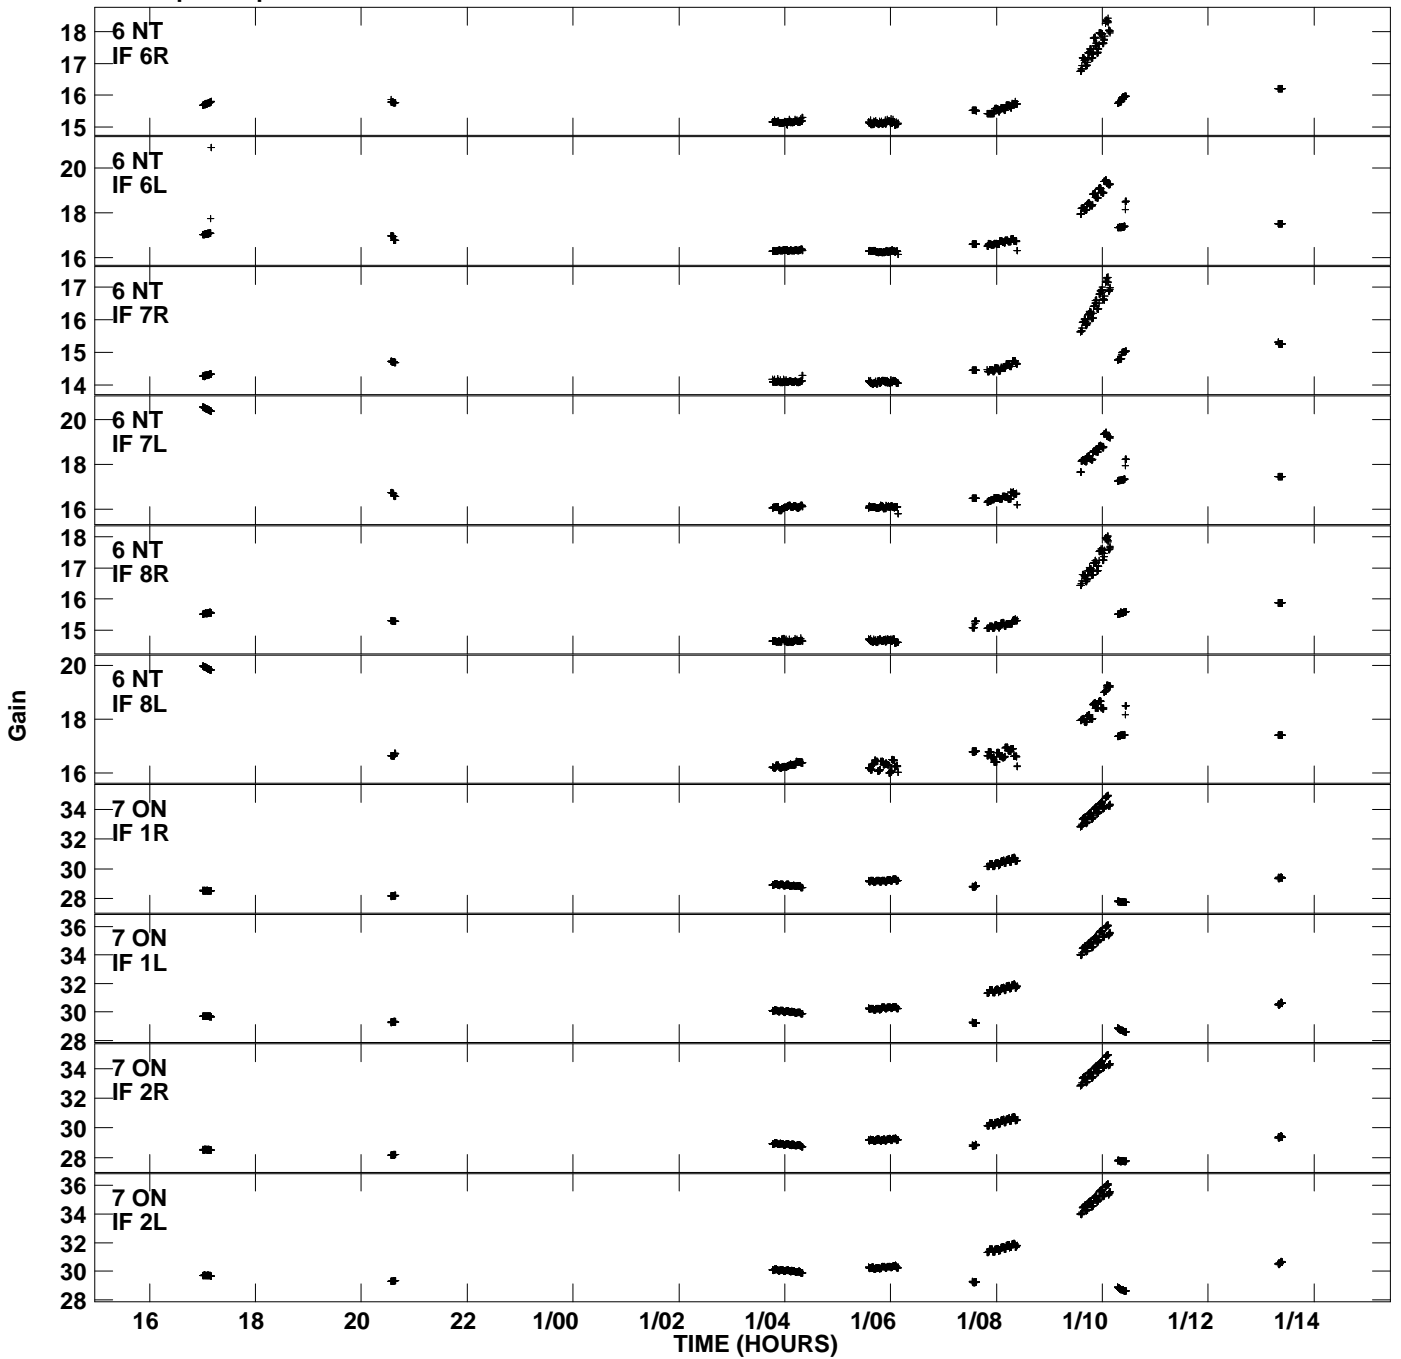 18
17
16
15
6 NT
IF 6R
20
18
16
6 NT
IF 6L
17
16
15
14
6 NT
IF 7R
20
18
16
6 NT
IF 7L
18
17
16
15
6 NT
IF 8R
20
18
16
6 NT
IF 8L
34
32
30
28
7 ON
IF 1R
36
34
32
30
28
7 ON
IF 1L
34
32
30
28
7 ON
IF 2R
36
34
32
30
28
7 ON
IF 2L
Gain
16 18 20 22 1/00 1/02 1/04 1/06 1/08 1/10 1/12 1/14
TIME (HOURS)